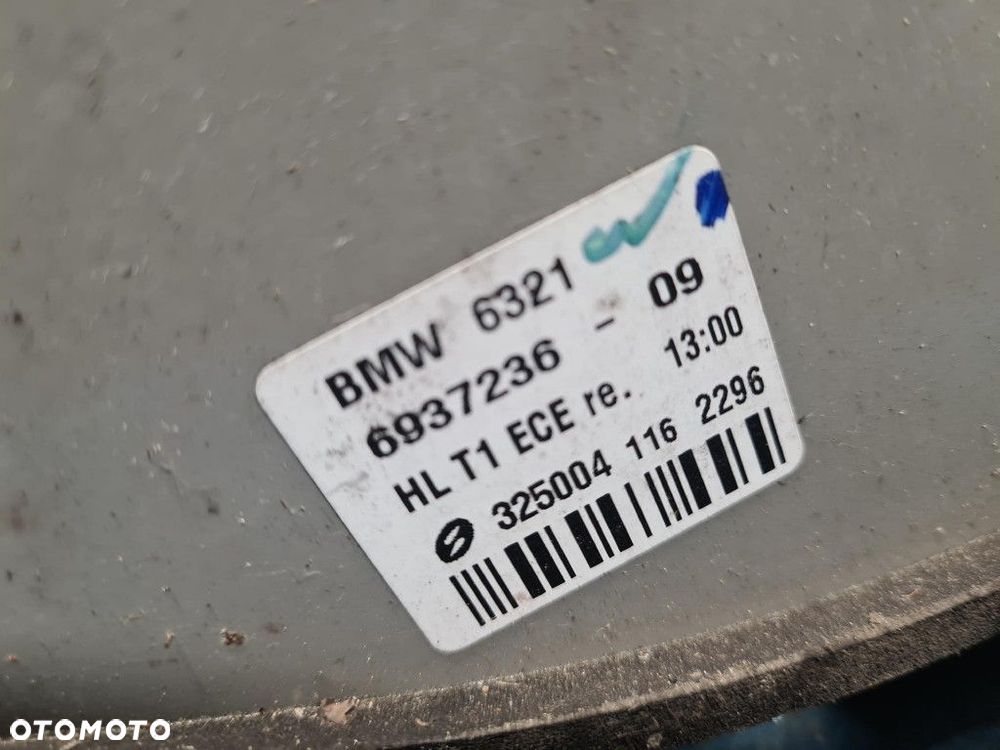 BMW 6321
6937236 - 09
HL T1 ECE re. 13:00
325004 116 2296
OTOMOTO